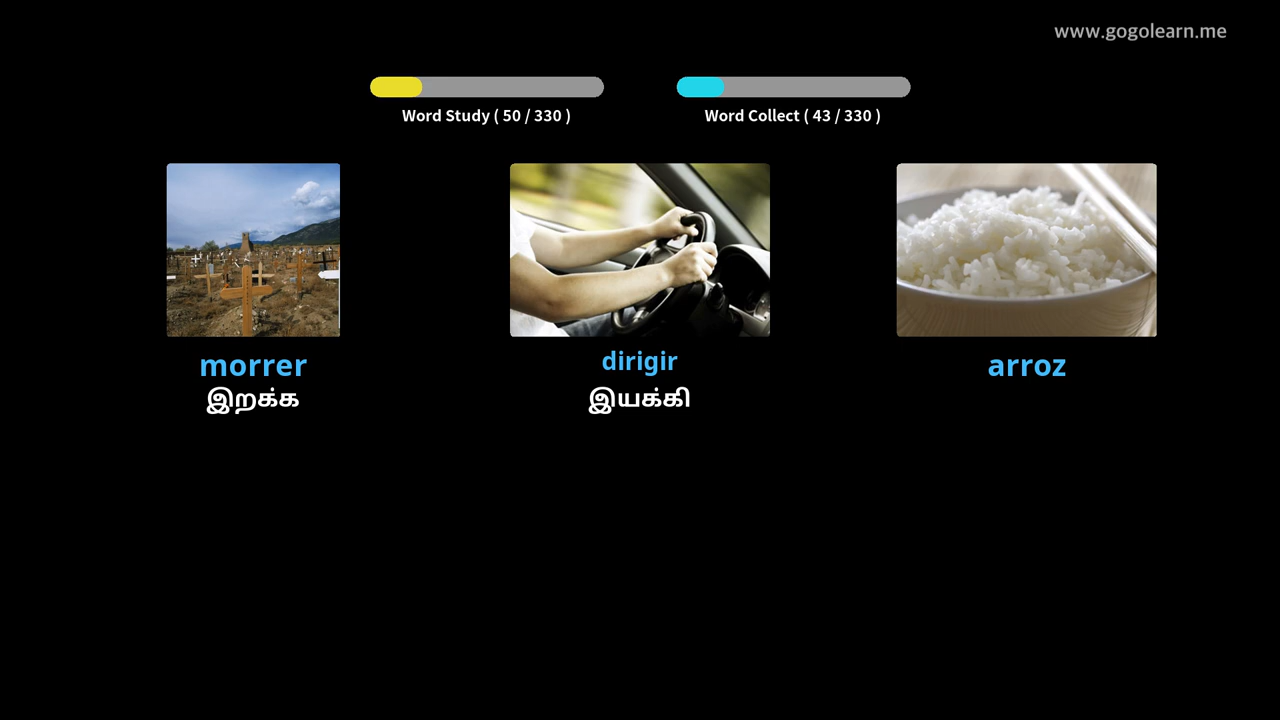 www.gogolearn.me
Word Study ( 50 / 330 )
Word Collect ( 43 / 330 )
morrer
இறக்க
dirigir
இயக்கி
arroz